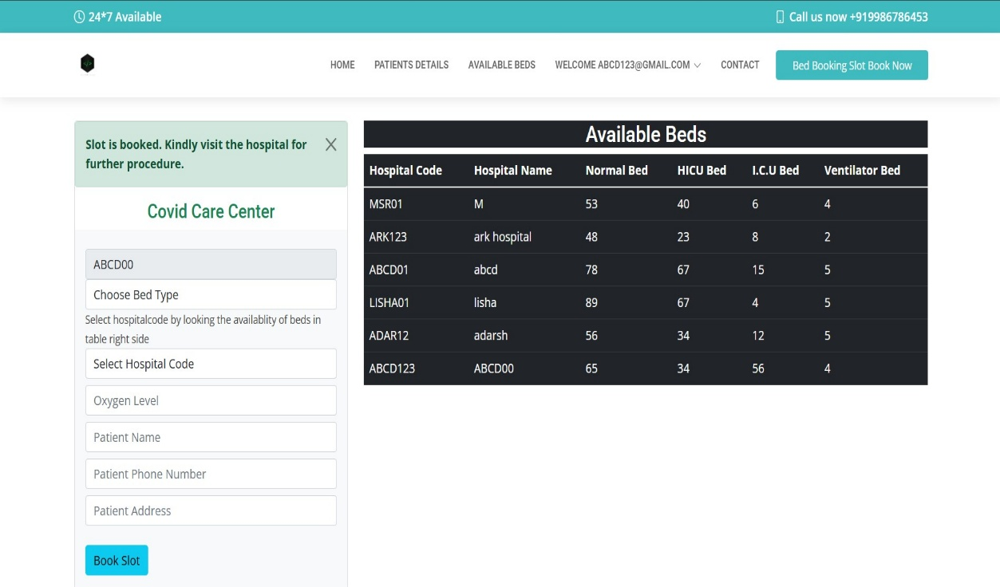 24*7 Available
Call us now +919986786453
HOME PATIENTS DETAILS AVAILABLE BEDS WELCOME ABCD123@GMAIL.COM CONTACT Bed Booking Slot Book Now
Slot is booked. Kindly visit the hospital for
further procedure.
Covid Care Center
ABCD00
Choose Bed Type
Select hospitalcode by looking the availablity of beds in
table right side
Select Hospital Code
Oxygen Level
Patient Name
Patient Phone Number
Patient Address
Book Slot
Available Beds
Hospital Code Hospital Name Normal Bed HICU Bed I.C.U Bed Ventilator Bed
MSR01 M 53 40 6 4
ARK123 ark hospital 48 23 8 2
ABCD01 abcd 78 67 15 5
LISHA01 lisha 89 67 4 5
ADAR12 adarsh 56 34 12 5
ABCD123 ABCD00 65 34 56 4